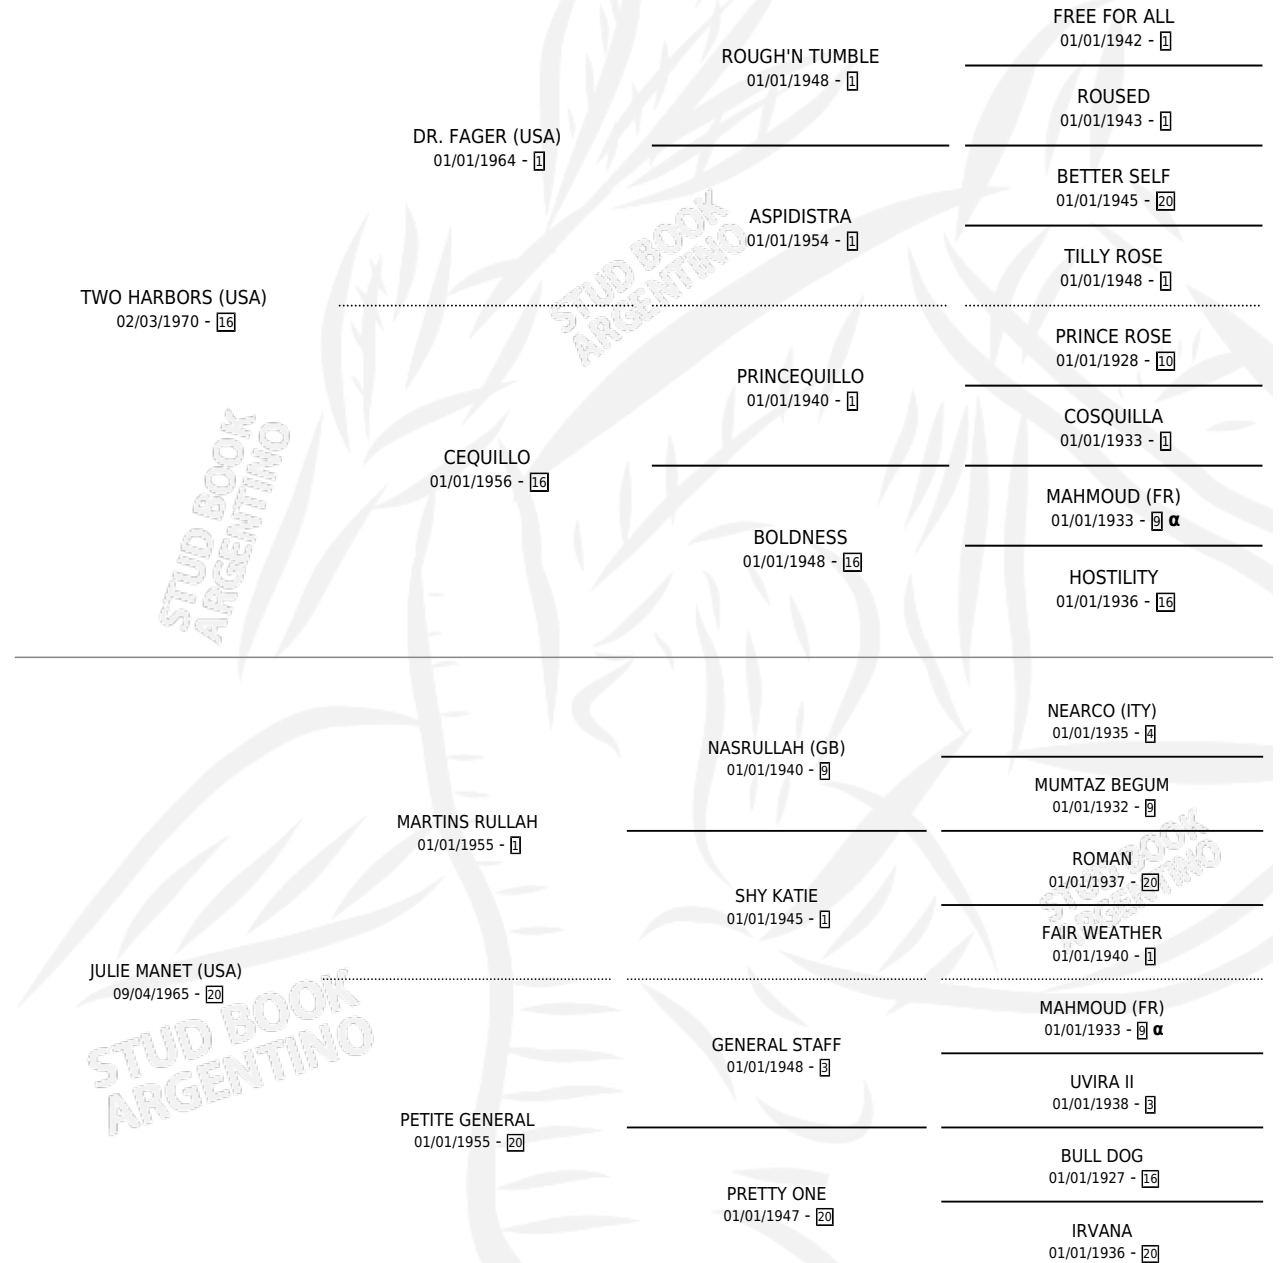 FREE FOR ALL
01/01/1942 - 1
ROUGH'N TUMBLE
01/01/1948 - 1
ROUSED
01/01/1943 - 1
DR. FAGER (USA)
01/01/1964 - 1
BETTER SELF
01/01/1945 - 20
ASPIDISTRA
01/01/1954 - 1
TILLY ROSE
01/01/1948 - 1
TWO HARBORS (USA)
02/03/1970 - 16
PRINCE ROSE
01/01/1928 - 10
PRINCEQUILLO
01/01/1940 - 1
COSQUILLA
01/01/1933 - 1
CEQUILLO
01/01/1956 - 16
MAHMOUD (FR)
01/01/1933 - 9 α
BOLDNESS
01/01/1948 - 16
HOSTILITY
01/01/1936 - 16
NEARCO (ITY)
01/01/1935 - 4
NASRULLAH (GB)
01/01/1940 - 9
MUMTAZ BEGUM
01/01/1932 - 9
MARTINS RULLAH
01/01/1955 - 1
ROMAN
01/01/1937 - 20
SHY KATIE
01/01/1945 - 1
FAIR WEATHER
01/01/1940 - 1
JULIE MANET (USA)
09/04/1965 - 20
MAHMOUD (FR)
01/01/1933 - 9 α
GENERAL STAFF
01/01/1948 - 3
UVIRA II
01/01/1938 - 3
PETITE GENERAL
01/01/1955 - 20
BULL DOG
01/01/1927 - 16
PRETTY ONE
01/01/1947 - 20
IRVANA
01/01/1936 - 20
STUD BOOK
ARGENTINO
STUD BOOK
ARGENTINO
STUD BOOK
ARGENTINO
STUD BOOK
ARGENTINO